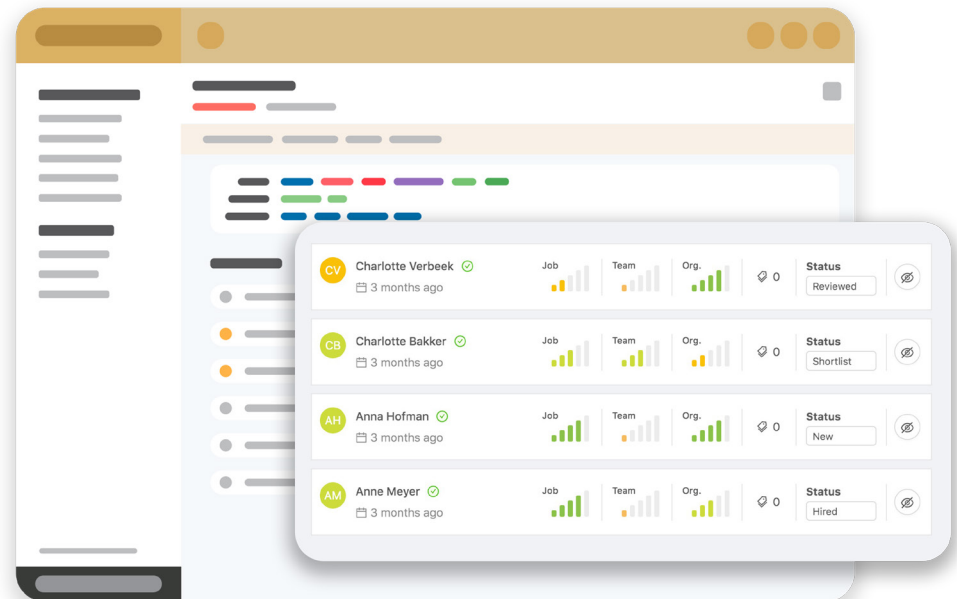 CV Charlotte Verbeek Job Team Org. 0 Status
3 months ago Reviewed
CB Charlotte Bakker Job Team Org. 0 Status
3 months ago Shortlist
AH Anna Hofman Job Team Org. 0 Status
3 months ago New
AM Anne Meyer Job Team Org. 0 Status
3 months ago Hired